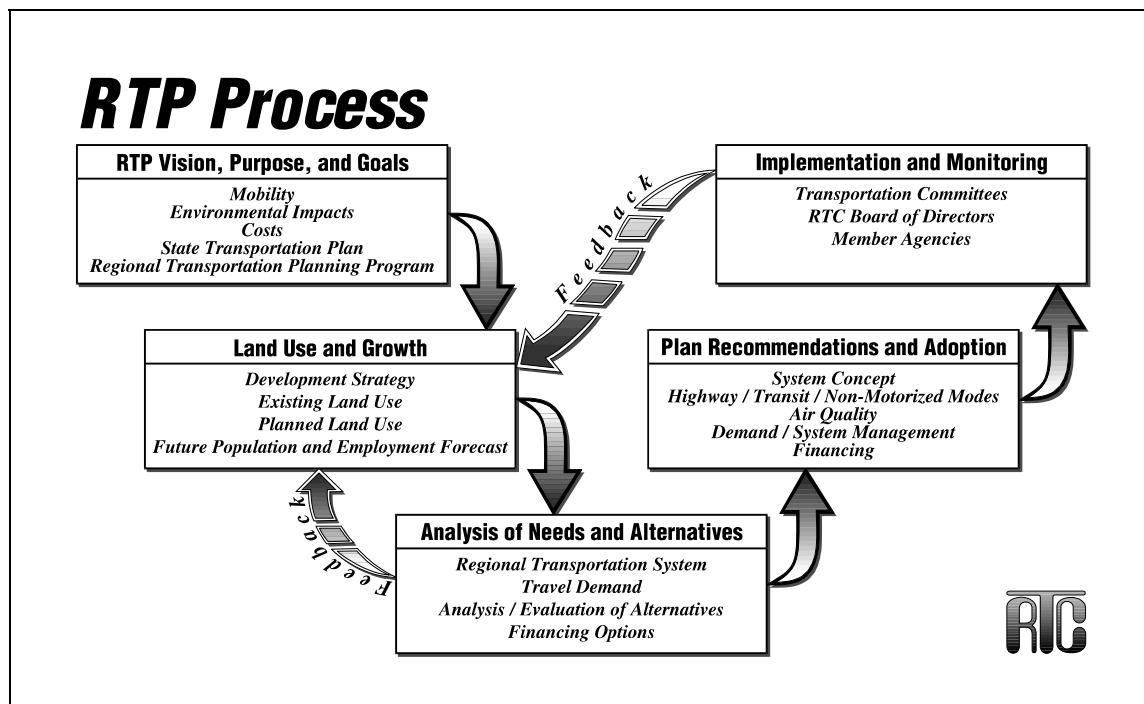 RTP Process
RTP Vision, Purpose, and Goals
Mobility
Environmental Impacts
Costs
State Transportation Plan
Regional Transportation Planning Program
Implementation and Monitoring
Transportation Committees
RTC Board of Directors
Member Agencies
Feedback
Land Use and Growth
Development Strategy
Existing Land Use
Planned Land Use
Future Population and Employment Forecast
Plan Recommendations and Adoption
System Concept
Highway / Transit / Non-Motorized Modes
Air Quality
Demand / System Management
Financing
Feedback
Analysis of Needs and Alternatives
Regional Transportation System
Travel Demand
Analysis / Evaluation of Alternatives
Financing Options
RTC